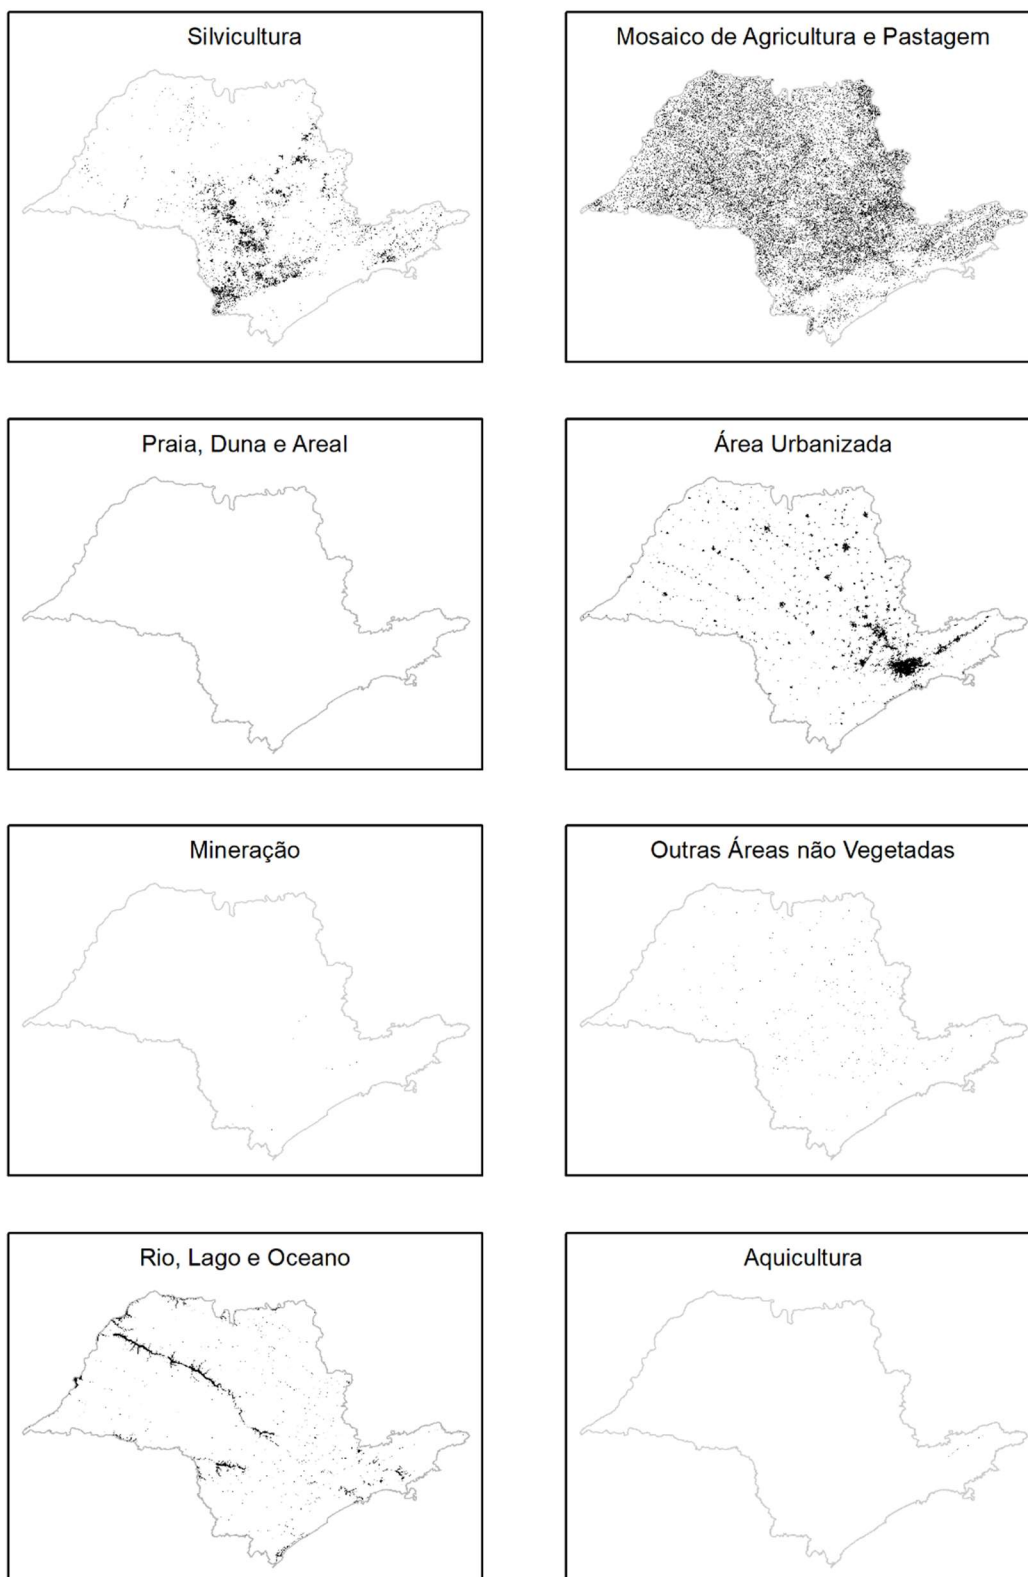 Silvicultura
Mosaico de Agricultura e Pastagem
Praia, Duna e Areal
Área Urbanizada
Mineração
Outras Áreas não Vegetadas
Rio, Lago e Oceano
Aquicultura